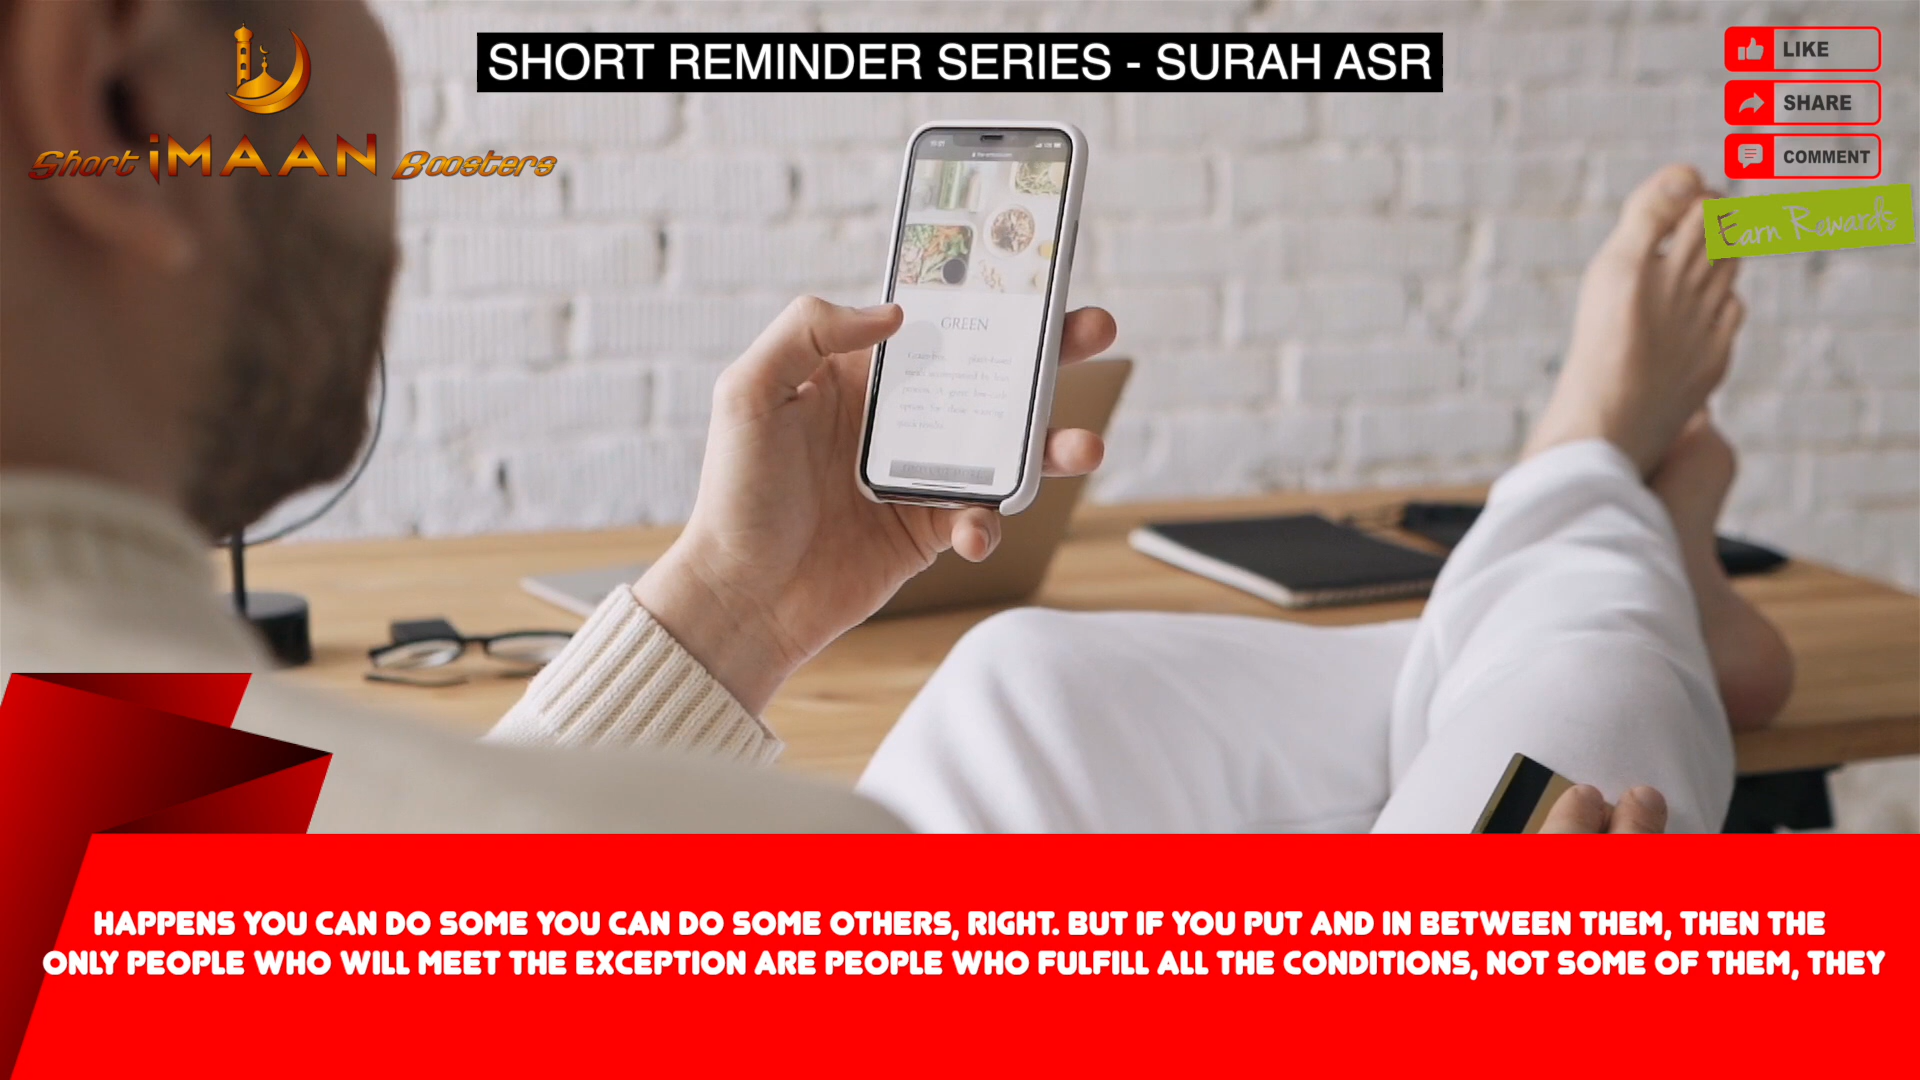 SHORT REMINDER SERIES - SURAH ASR
Short iMAAN Boosters
LIKE
SHARE
COMMENT
Earn Rewards
GREEN
HAPPENS YOU CAN DO SOME YOU CAN DO SOME OTHERS, RIGHT. BUT IF YOU PUT AND IN BETWEEN THEM, THEN THE
ONLY PEOPLE WHO WILL MEET THE EXCEPTION ARE PEOPLE WHO FULFILL ALL THE CONDITIONS, NOT SOME OF THEM, THEY